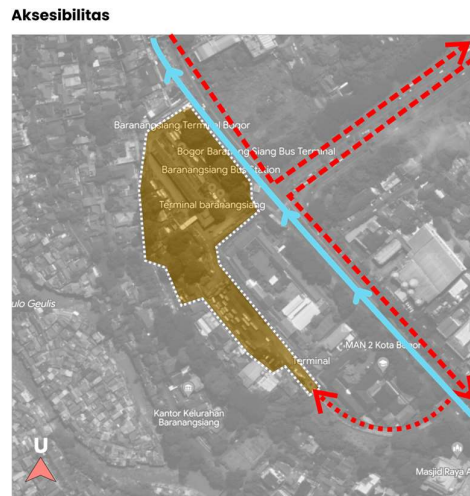 Aksesibilitas
Baranangsiang Terminal Bogor
Bogor Baranang Siang Bus Terminal
Baranangsiang Bus Station
Terminal baranangsiang
ulo Geulis
MAN 2 Kota Bogor
Terminal
Kantor Kelurahan
Baranangsiang
Masjid Raya A
U